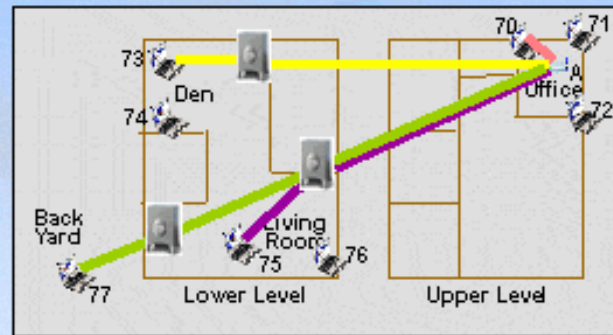 70
71
73
A
Den
Office
74
72
Back
Yard
Living
Room
75
76
77
Lower Level
Upper Level